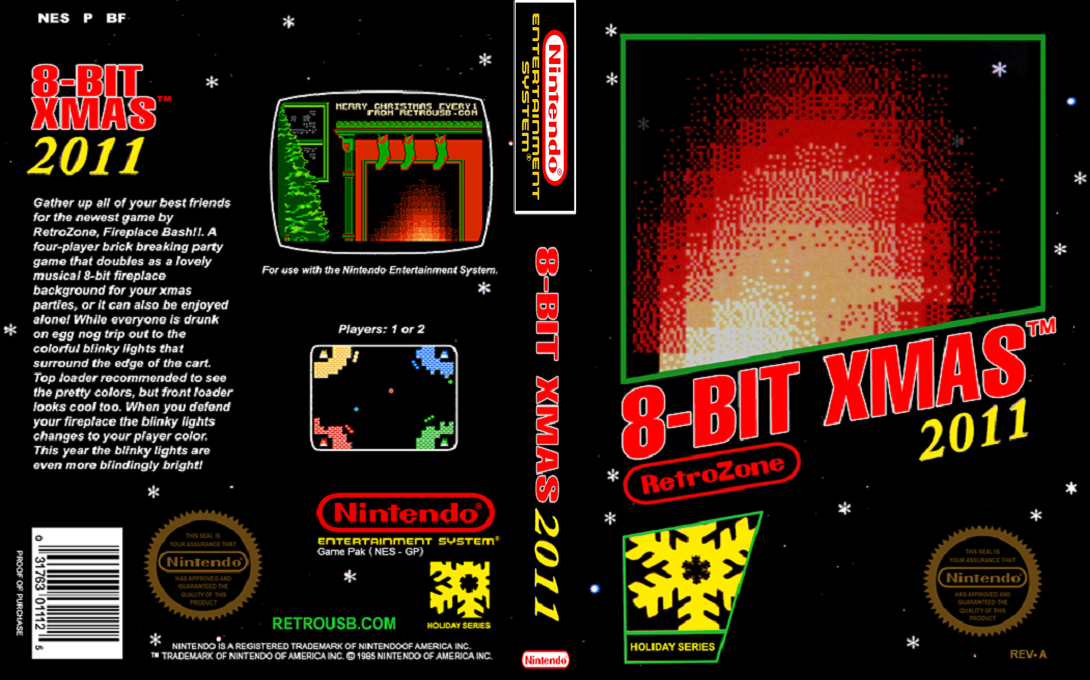 NES P BF
8-BIT
XMAS™
2011
Gather up all of your best friends
for the newest game by
RetroZone, Fireplace Bash!!. A
four-player brick breaking party
game that doubles as a lovely
musical 8-bit fireplace
background for your xmas
parties, or it can also be enjoyed
alone! While everyone is drunk
on egg nog trip out to the
colorful blinky lights that
surround the edge of the cart.
Top loader recommended to see
the pretty colors, but front loader
looks cool too. When you defend
your fireplace the blinky lights
changes to your player color.
This year the blinky lights are
even more blindingly bright!
PROOF OF PURCHASE
0 31763 01112 5
THIS SEAL IS
YOUR ASSURANCE THAT
Nintendo
HAS APPROVED AND
GUARANTEED THE
QUALITY OF THIS
PRODUCT
MERRY CHRISTMAS EVERY1
FROM RETROUSB.COM
For use with the Nintendo Entertainment System.
Players: 1 or 2
Nintendo®
ENTERTAINMENT SYSTEM®
Game Pak ( NES - GP)
HOLIDAY SERIES
RETROUSB.COM
NINTENDO IS A REGISTERED TRADEMARK OF NINTENDOOF AMERICA INC..
™ TRADEMARK OF NINTENDO OF AMERICA INC. © 1985 NINTENDO OF AMERICA INC.
Nintendo®
ENTERTAINMENT
SYSTEM®
8-BIT XMAS 2011
Nintendo
8-BIT XMAS™
2011
RetroZone
HOLIDAY SERIES
THIS SEAL IS
YOUR ASSURANCE THAT
Nintendo
HAS APPROVED AND
GUARANTEED THE
QUALITY OF THIS
PRODUCT
REV- A